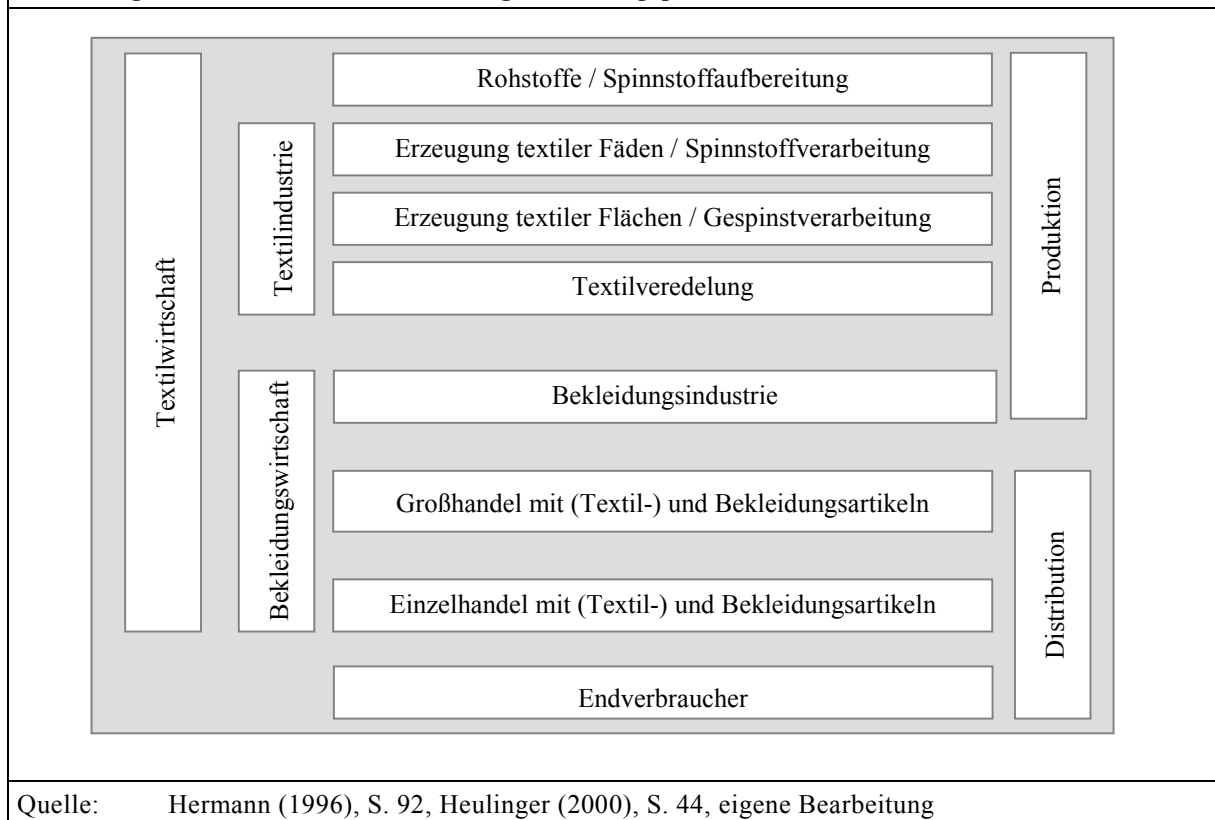 Textilwirtschaft
Textilindustrie
Bekleidungswirtschaft
Rohstoffe / Spinnstoffaufbereitung
Erzeugung textiler Fäden / Spinnstoffverarbeitung
Erzeugung textiler Flächen / Gespinstverarbeitung
Textilveredelung
Bekleidungsindustrie
Großhandel mit (Textil-) und Bekleidungsartikeln
Einzelhandel mit (Textil-) und Bekleidungsartikeln
Endverbraucher
Produktion
Distribution
Quelle: Hermann (1996), S. 92, Heulinger (2000), S. 44, eigene Bearbeitung